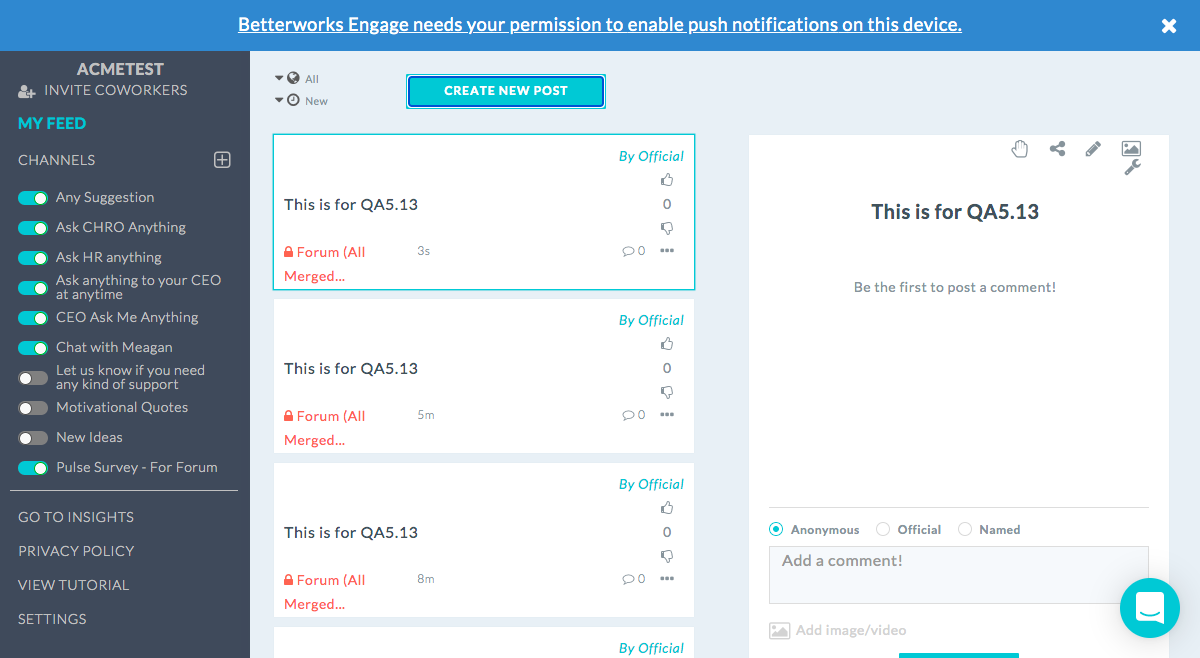 Betterworks Engage needs your permission to enable push notifications on this device.
ACMETEST
INVITE COWORKERS
MY FEED
CHANNELS
Any Suggestion
Ask CHRO Anything
Ask HR anything
Ask anything to your CEO
at anytime
CEO Ask Me Anything
Chat with Meagan
Let us know if you need
any kind of support
Motivational Quotes
New Ideas
Pulse Survey - For Forum
GO TO INSIGHTS
PRIVACY POLICY
VIEW TUTORIAL
SETTINGS
All
New
CREATE NEW POST
By Official
This is for QA5.13
0
Forum (All
Merged...
3s
0
By Official
This is for QA5.13
0
Forum (All
Merged...
5m
0
By Official
This is for QA5.13
0
Forum (All
Merged...
8m
0
By Official
This is for QA5.13
Be the first to post a comment!
Anonymous Official Named
Add a comment!
Add image/video